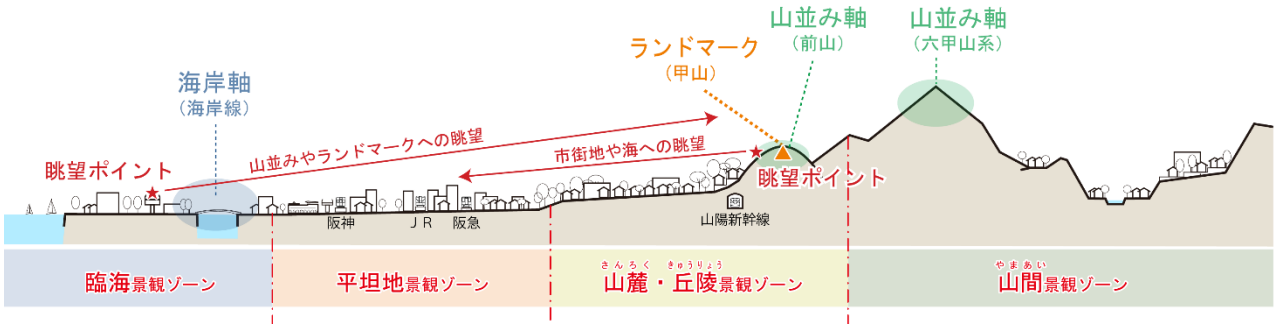 山並み軸
（前山）
山並み軸
（六甲山系）
ランドマーク
（甲山）
海岸軸
（海岸線）
山並みやランドマークへの眺望
市街地や海への眺望
眺望ポイント
眺望ポイント
阪神
ＪＲ
阪急
山陽新幹線
臨海景観ゾーン
平坦地景観ゾーン
さんろく きゅうりょう
山麓・丘陵景観ゾーン
やまあい
山間景観ゾーン